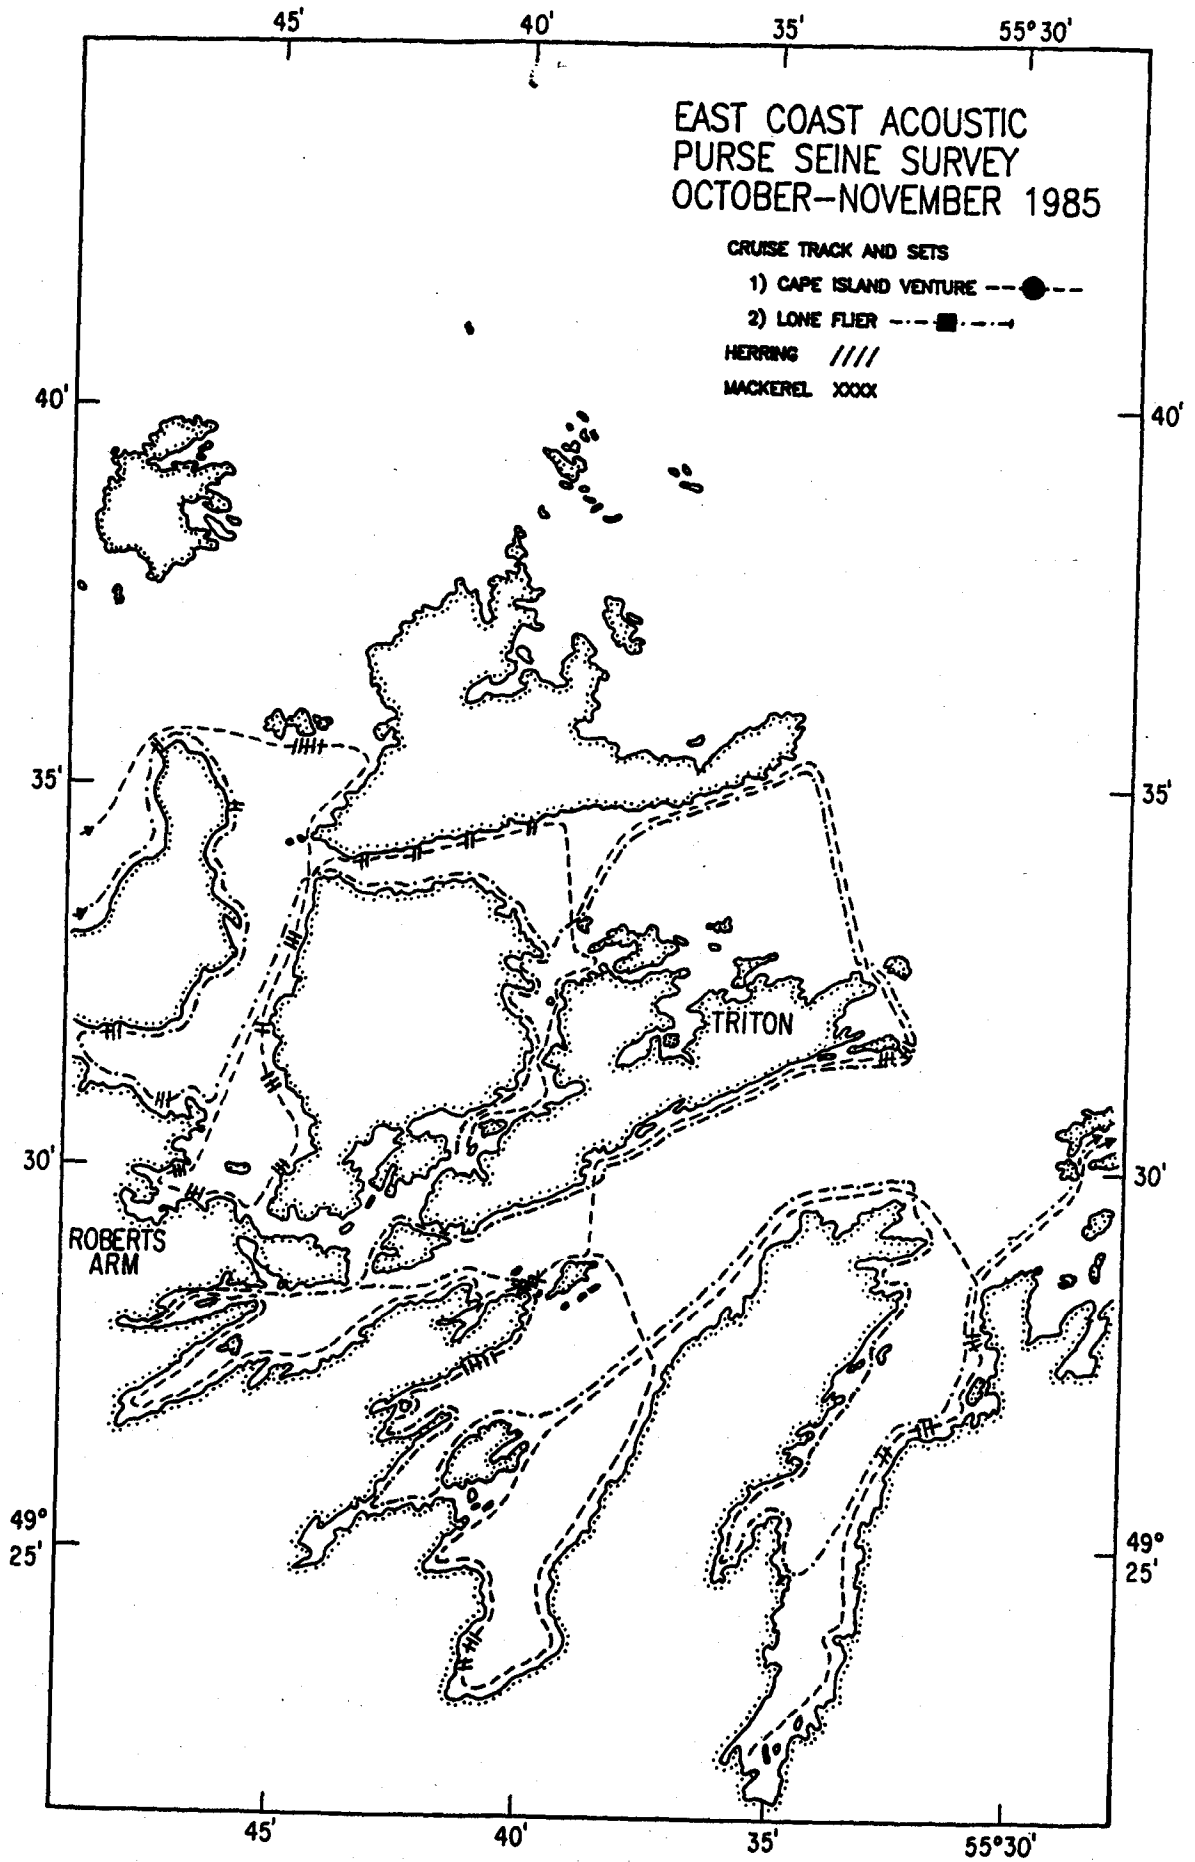 45' 40' 35' 55°30'
EAST COAST ACOUSTIC
PURSE SEINE SURVEY
OCTOBER–NOVEMBER 1985
CRUISE TRACK AND SETS
1) CAPE ISLAND VENTURE
2) LONE FLIER
HERRING ////
MACKEREL XXXX
40' 40'
35' 35'
TRITON
30' 30'
ROBERTS
ARM
49° 49°
25' 25'
45' 40' 35' 55°30'